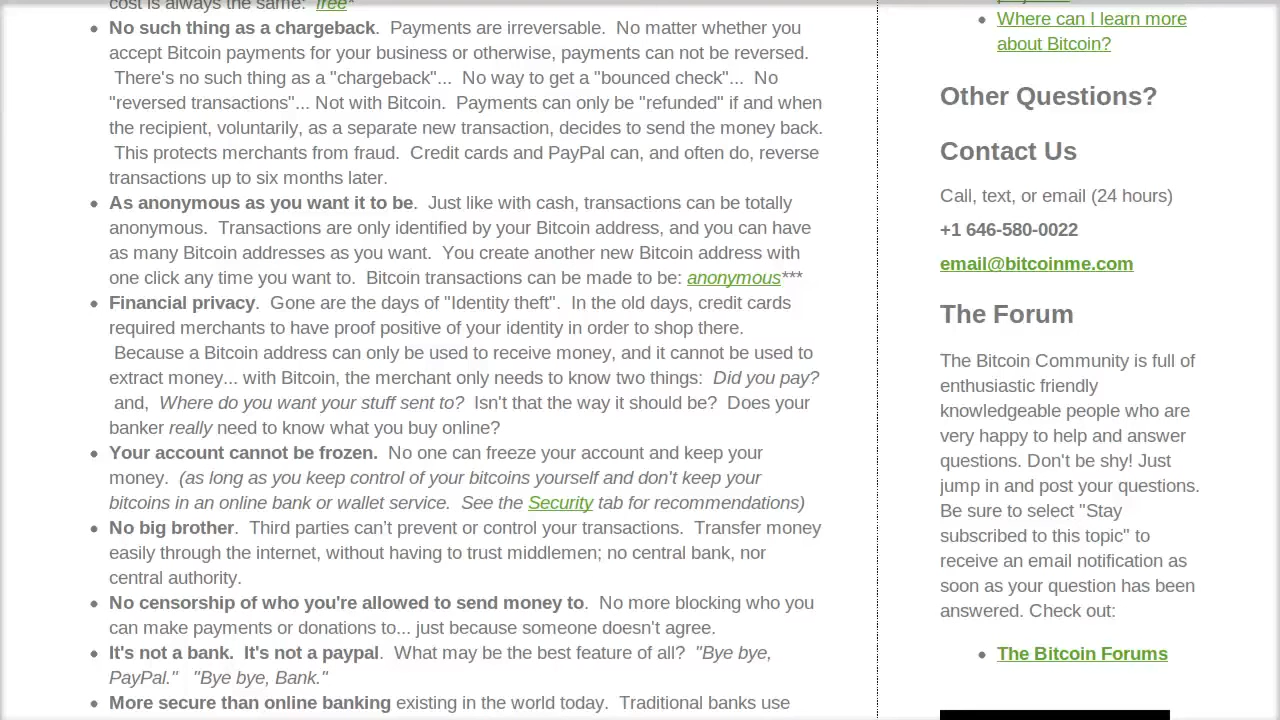 cost is always the same: free*
No such thing as a chargeback. Payments are irreversable. No matter whether you
accept Bitcoin payments for your business or otherwise, payments can not be reversed.
There's no such thing as a "chargeback"... No way to get a "bounced check"... No
"reversed transactions"... Not with Bitcoin. Payments can only be "refunded" if and when
the recipient, voluntarily, as a separate new transaction, decides to send the money back.
This protects merchants from fraud. Credit cards and PayPal can, and often do, reverse
transactions up to six months later.
As anonymous as you want it to be. Just like with cash, transactions can be totally
anonymous. Transactions are only identified by your Bitcoin address, and you can have
as many Bitcoin addresses as you want. You create another new Bitcoin address with
one click any time you want to. Bitcoin transactions can be made to be: anonymous***
Financial privacy. Gone are the days of "Identity theft". In the old days, credit cards
required merchants to have proof positive of your identity in order to shop there.
Because a Bitcoin address can only be used to receive money, and it cannot be used to
extract money... with Bitcoin, the merchant only needs to know two things: Did you pay?
and, Where do you want your stuff sent to? Isn't that the way it should be? Does your
banker really need to know what you buy online?
Your account cannot be frozen. No one can freeze your account and keep your
money. (as long as you keep control of your bitcoins yourself and don't keep your
bitcoins in an online bank or wallet service. See the Security tab for recommendations)
No big brother. Third parties can't prevent or control your transactions. Transfer money
easily through the internet, without having to trust middlemen; no central bank, nor
central authority.
No censorship of who you're allowed to send money to. No more blocking who you
can make payments or donations to... just because someone doesn't agree.
It's not a bank. It's not a paypal. What may be the best feature of all? "Bye bye,
PayPal." "Bye bye, Bank."
More secure than online banking existing in the world today. Traditional banks use
Where can I learn more
about Bitcoin?
Other Questions?
Contact Us
Call, text, or email (24 hours)
+1 646-580-0022
email@bitcoinme.com
The Forum
The Bitcoin Community is full of
enthusiastic friendly
knowledgeable people who are
very happy to help and answer
questions. Don't be shy! Just
jump in and post your questions.
Be sure to select "Stay
subscribed to this topic" to
receive an email notification as
soon as your question has been
answered. Check out:
The Bitcoin Forums